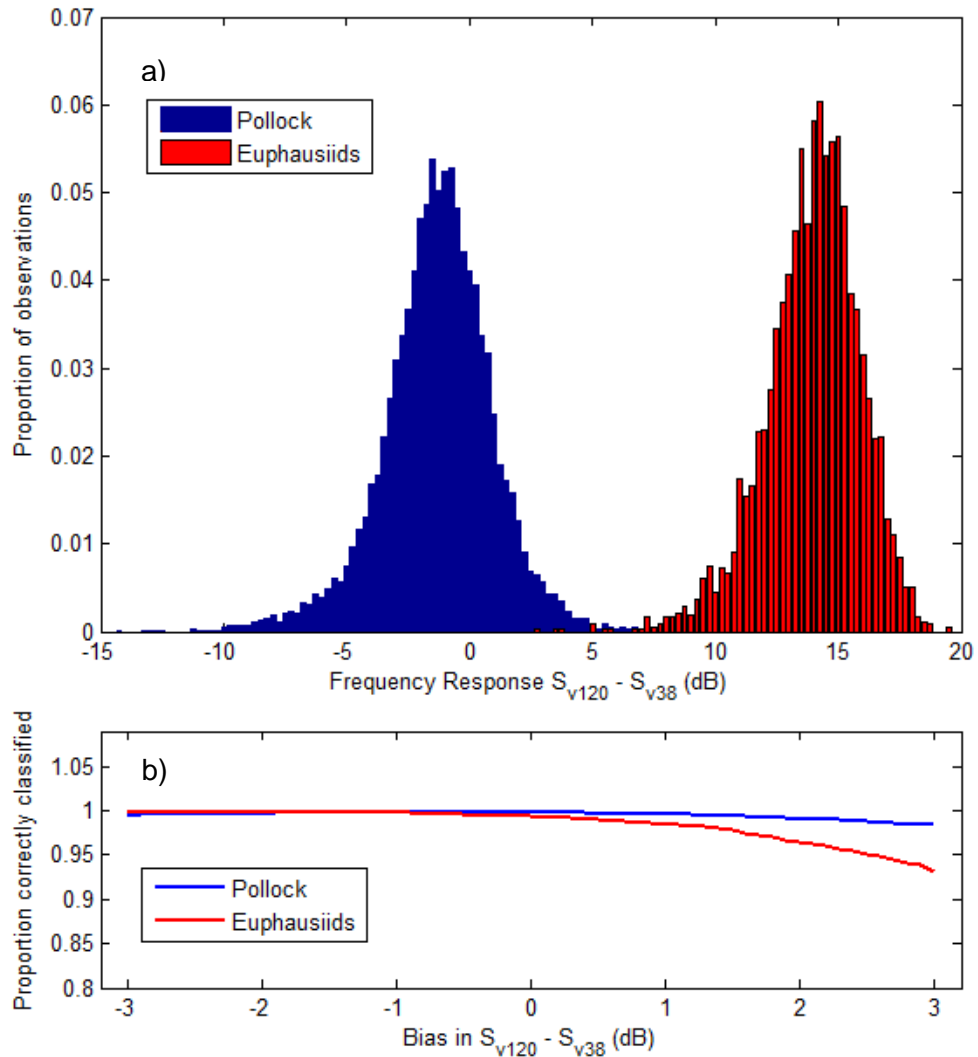 a)
Pollock
Euphausiids
Proportion of observations
0.07
0.06
0.05
0.04
0.03
0.02
0.01
0
-15 -10 -5 0 5 10 15 20
Frequency Response Sv120 - Sv38 (dB)
b)
Pollock
Euphausiids
Proportion correctly classified
1.05
1
0.95
0.9
0.85
0.8
-3 -2 -1 0 1 2 3
Bias in Sv120 - Sv38 (dB)